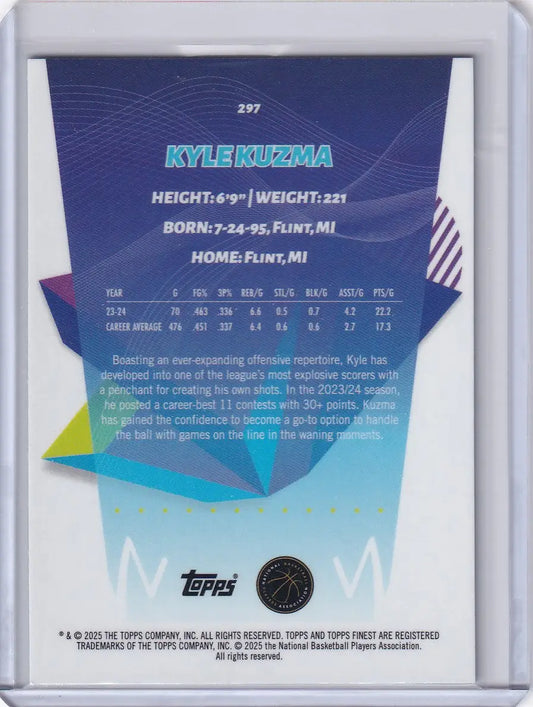 297
KYLE KUZMA
HEIGHT: 6'9" | WEIGHT: 221
BORN: 7-24-95, FLINT, MI
HOME: FLINT, MI
YEAR G FG% 3P% REB/G STL/G BLK/G ASST/G PTS/G
23-24 70 .463 .336 6.6 0.5 0.7 4.2 22.2
CAREER AVERAGE 476 .451 .337 6.4 0.6 0.6 2.7 17.3
Boasting an ever-expanding offensive repertoire, Kyle has
developed into one of the league's most explosive scorers with
a penchant for creating his own shots. In the 2023/24 season,
he posted a career-best 11 contests with 30+ points. Kuzma
has gained the confidence to become a go-to option to handle
the ball with games on the line in the waning moments.
topps®
NATIONAL BASKETBALL
PLAYERS ASSOCIATION
® & © 2025 THE TOPPS COMPANY, INC. ALL RIGHTS RESERVED. TOPPS AND TOPPS FINEST ARE REGISTERED
TRADEMARKS OF THE TOPPS COMPANY, INC. © 2025 the National Basketball Players Association.
All rights reserved.